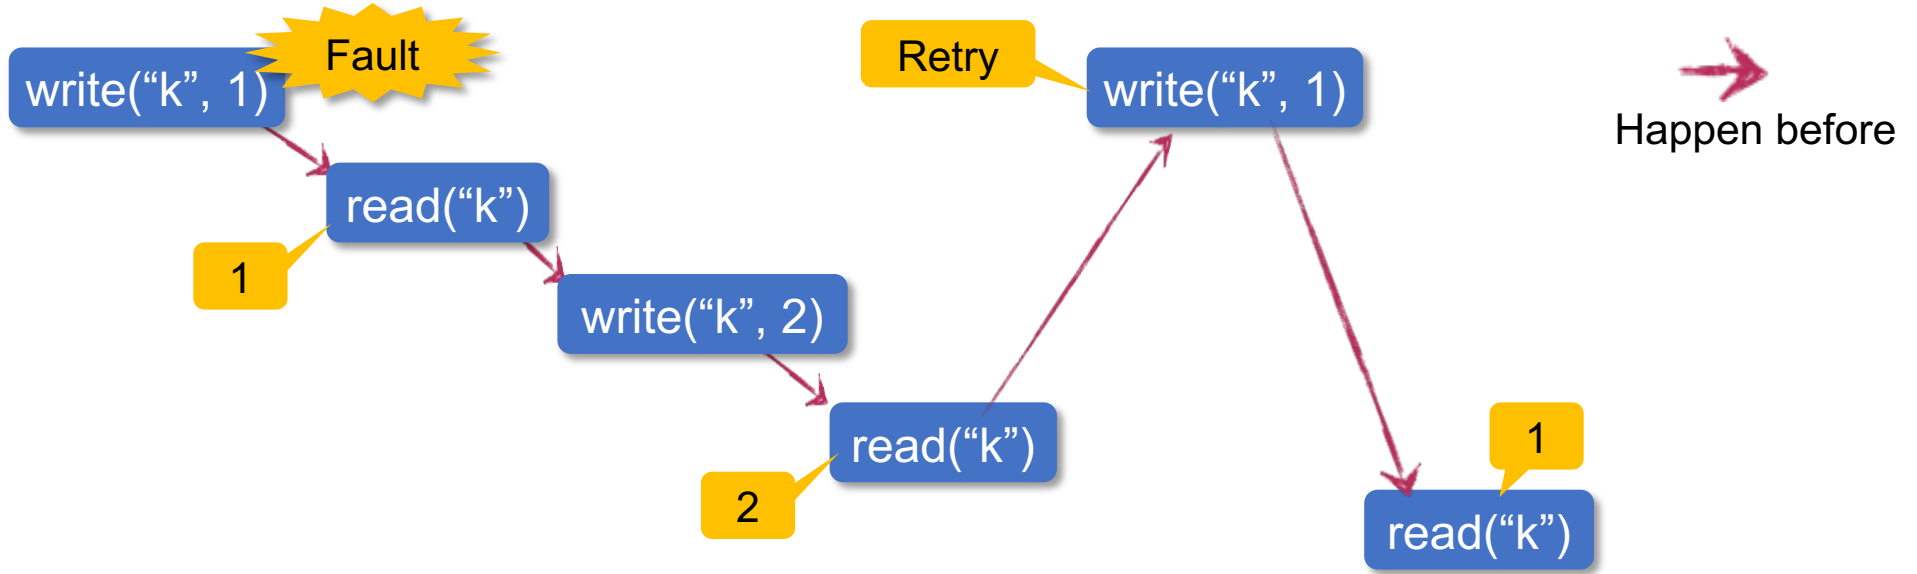 write(“k”, 1)
Fault
read(“k”)
1
write(“k”, 2)
read(“k”)
2
Retry
write(“k”, 1)
1
read(“k”)
Happen before